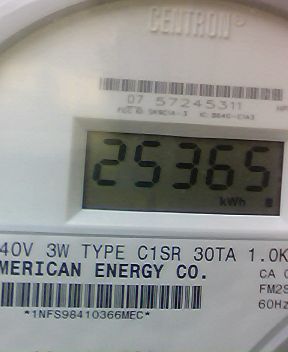 CENTRON®
07 57245311
25365
kWh
40V 3W TYPE C1SR 30TA 1.0K
MERICAN ENERGY CO.
CA
FM2S
60Hz
*1NFS98410366MEC*